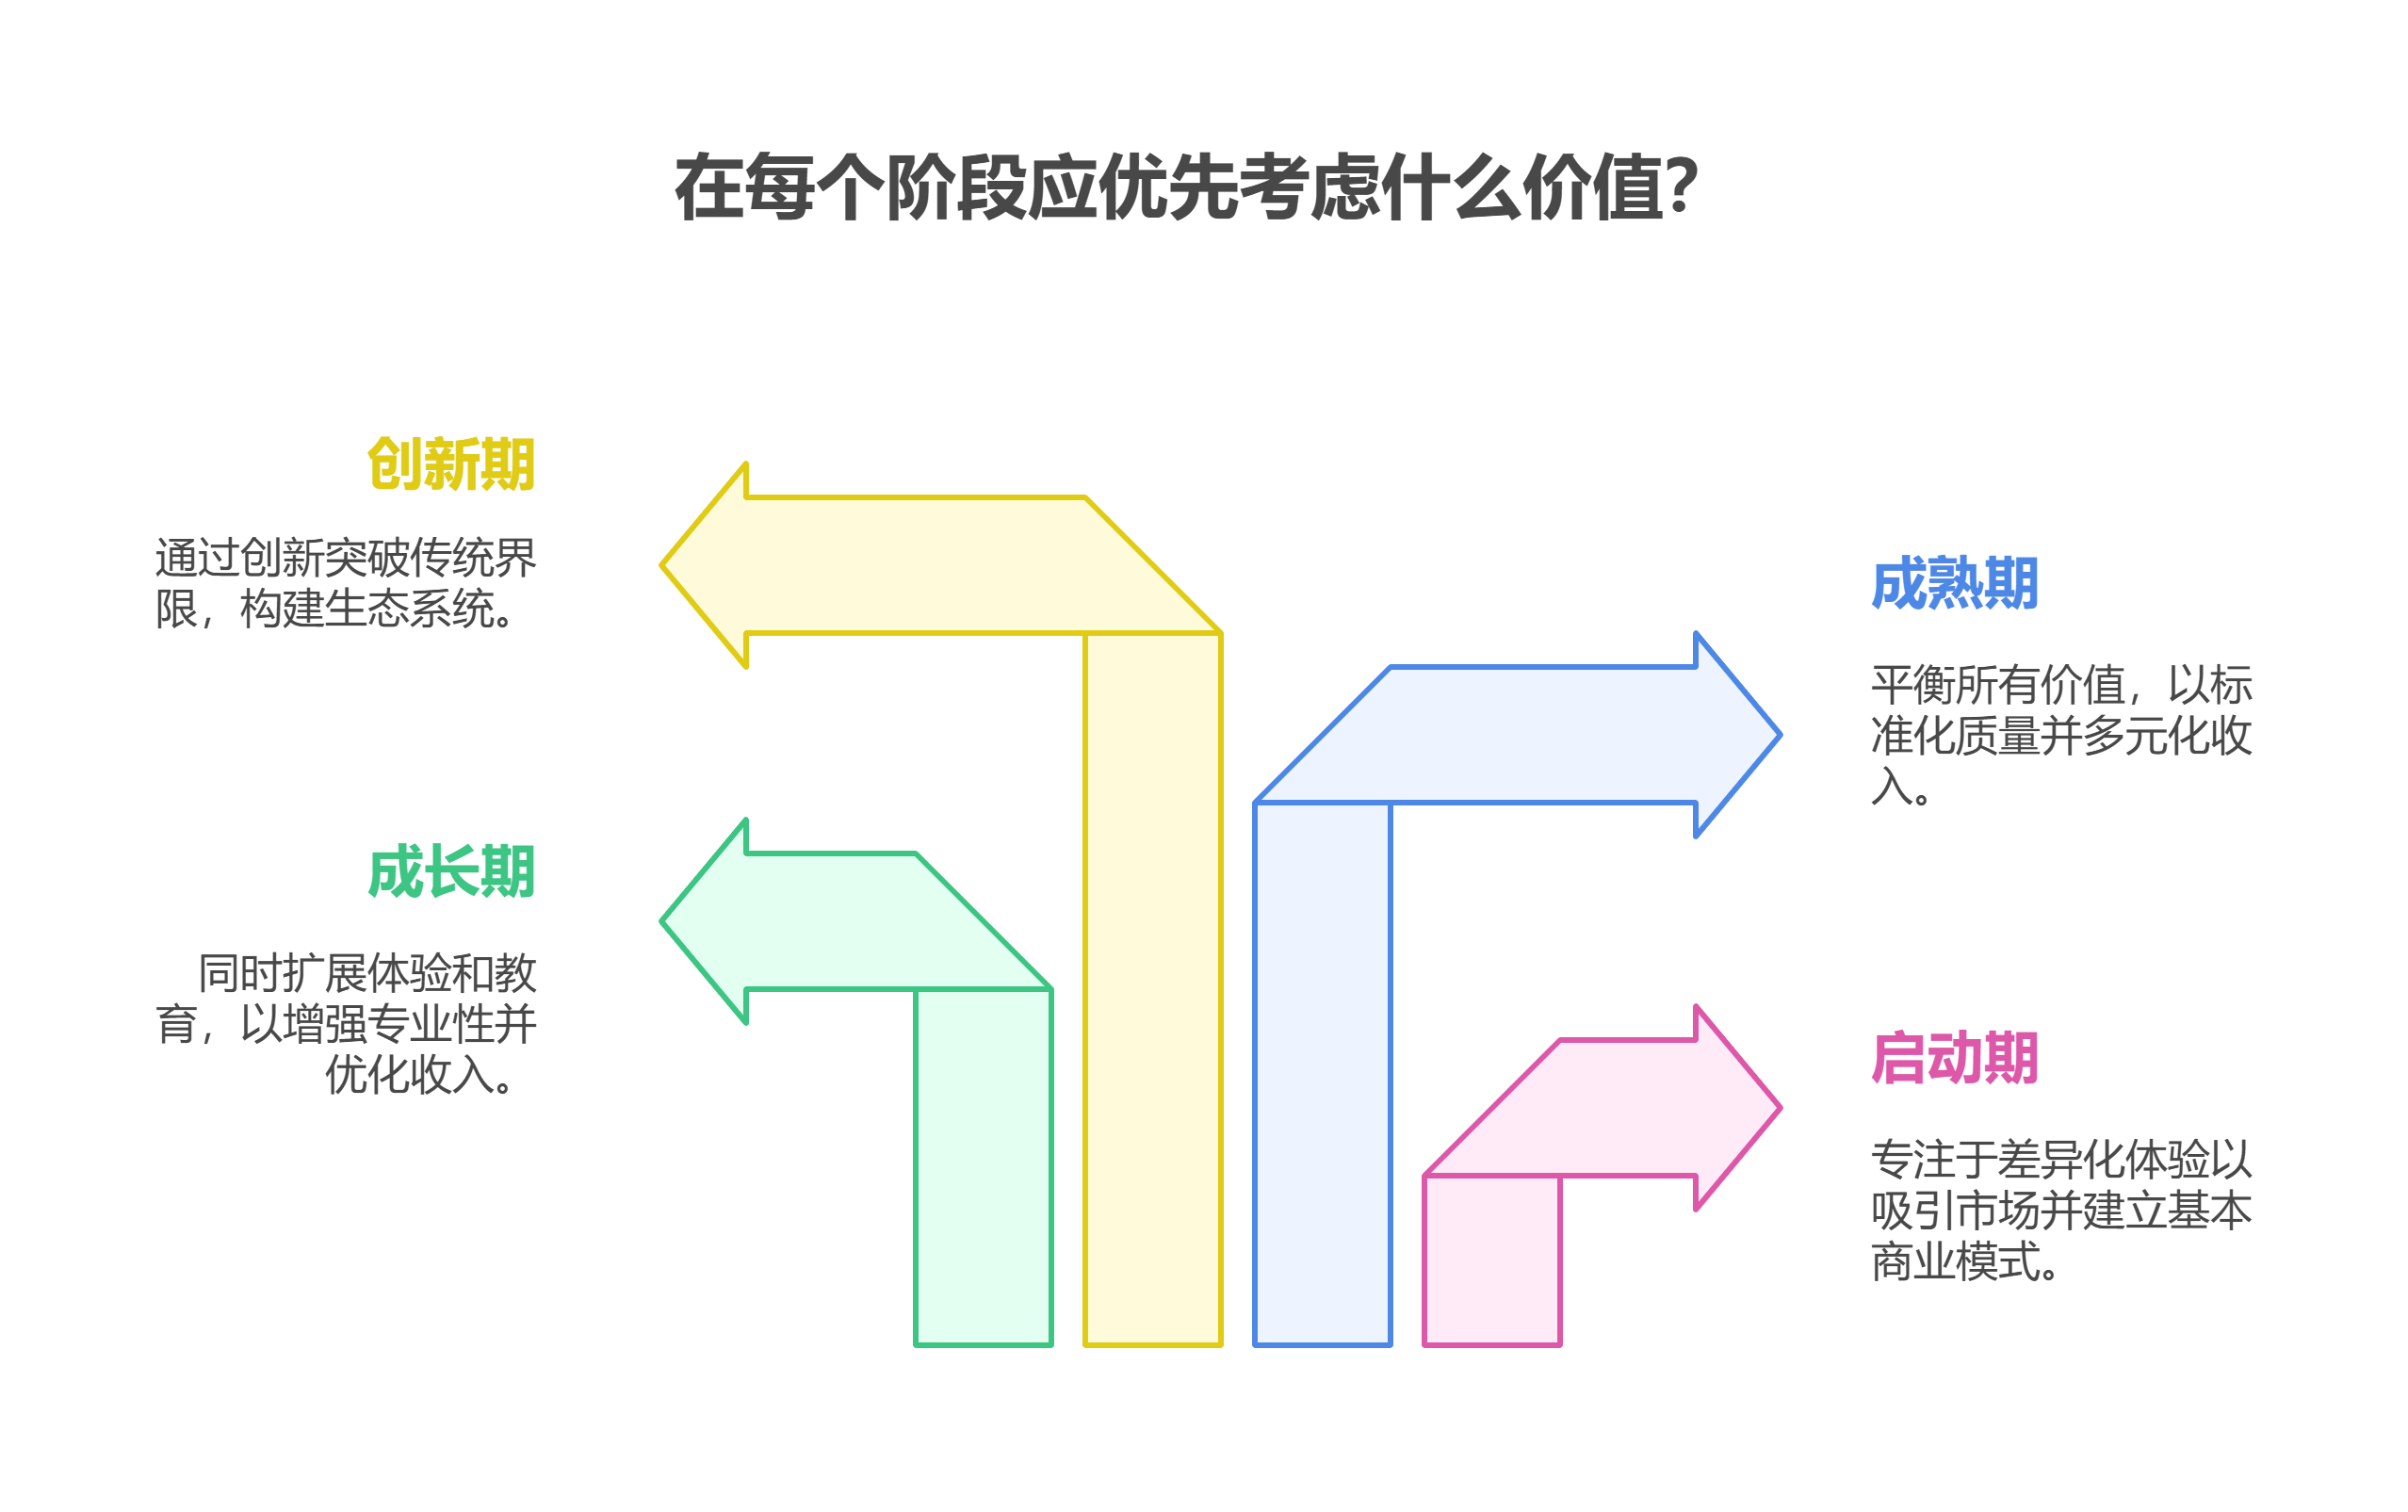 在每个阶段应优先考虑什么价值?
创新期
通过创新突破传统界
限，构建生态系统。
成熟期
平衡所有价值，以标
准化质量并多元化收
入。
成长期
同时扩展体验和教
育，以增强专业性并
优化收入。
启动期
专注于差异化体验以
吸引市场并建立基本
商业模式。